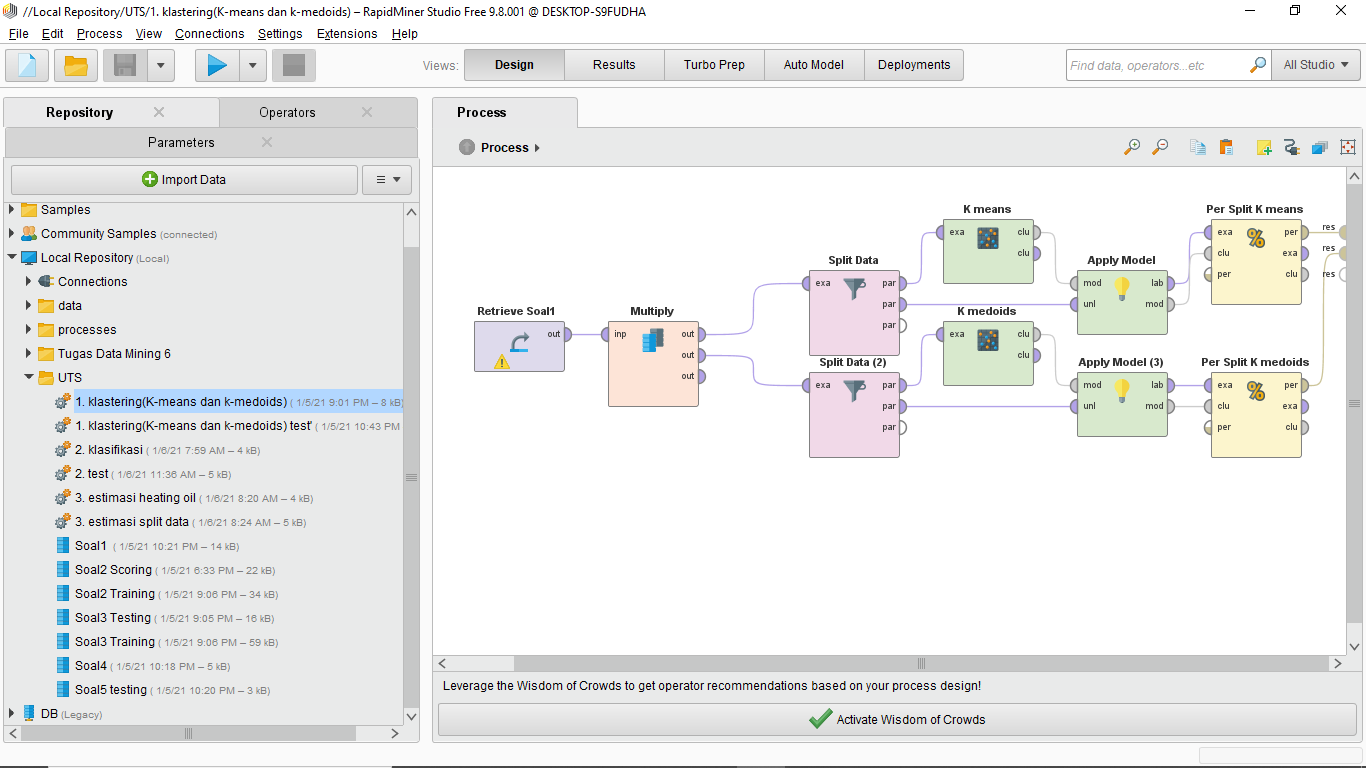 //Local Repository/UTS/1. klastering(K-means dan k-medoids) – RapidMiner Studio Free 9.8.001 @ DESKTOP-S9FUDHA
File Edit Process View Connections Settings Extensions Help
Views: Design Results Turbo Prep Auto Model Deployments Find data, operators...etc All Studio
Repository Operators
Parameters
Import Data
Samples
Community Samples (connected)
Local Repository (Local)
Connections
data
processes
Tugas Data Mining 6
UTS
1. klastering(K-means dan k-medoids) ( 1/5/21 9:01 PM – 8 kB)
1. klastering(K-means dan k-medoids) test' ( 1/5/21 10:43 PM
2. klasifikasi ( 1/6/21 7:59 AM – 4 kB)
2. test ( 1/6/21 11:36 AM – 5 kB)
3. estimasi heating oil ( 1/6/21 8:20 AM – 4 kB)
3. estimasi split data ( 1/6/21 8:24 AM – 5 kB)
Soal1 ( 1/5/21 10:21 PM – 14 kB)
Soal2 Scoring ( 1/5/21 6:33 PM – 22 kB)
Soal2 Training ( 1/5/21 9:06 PM – 34 kB)
Soal3 Testing ( 1/5/21 9:05 PM – 16 kB)
Soal3 Training ( 1/5/21 9:06 PM – 59 kB)
Soal4 ( 1/5/21 10:18 PM – 5 kB)
Soal5 testing ( 1/5/21 10:20 PM – 3 kB)
DB (Legacy)
Process
Process
Retrieve Soal1
out
Multiply
inp out
out
out
Split Data
exa par
par
par
Split Data (2)
exa par
par
par
K means
exa clu
clu
K medoids
exa clu
clu
Apply Model
mod lab
unl mod
Apply Model (3)
mod lab
unl mod
Per Split K means
exa % per
clu exa
per clu
Per Split K medoids
exa % per
clu exa
per clu
res
res
res
Leverage the Wisdom of Crowds to get operator recommendations based on your process design!
Activate Wisdom of Crowds